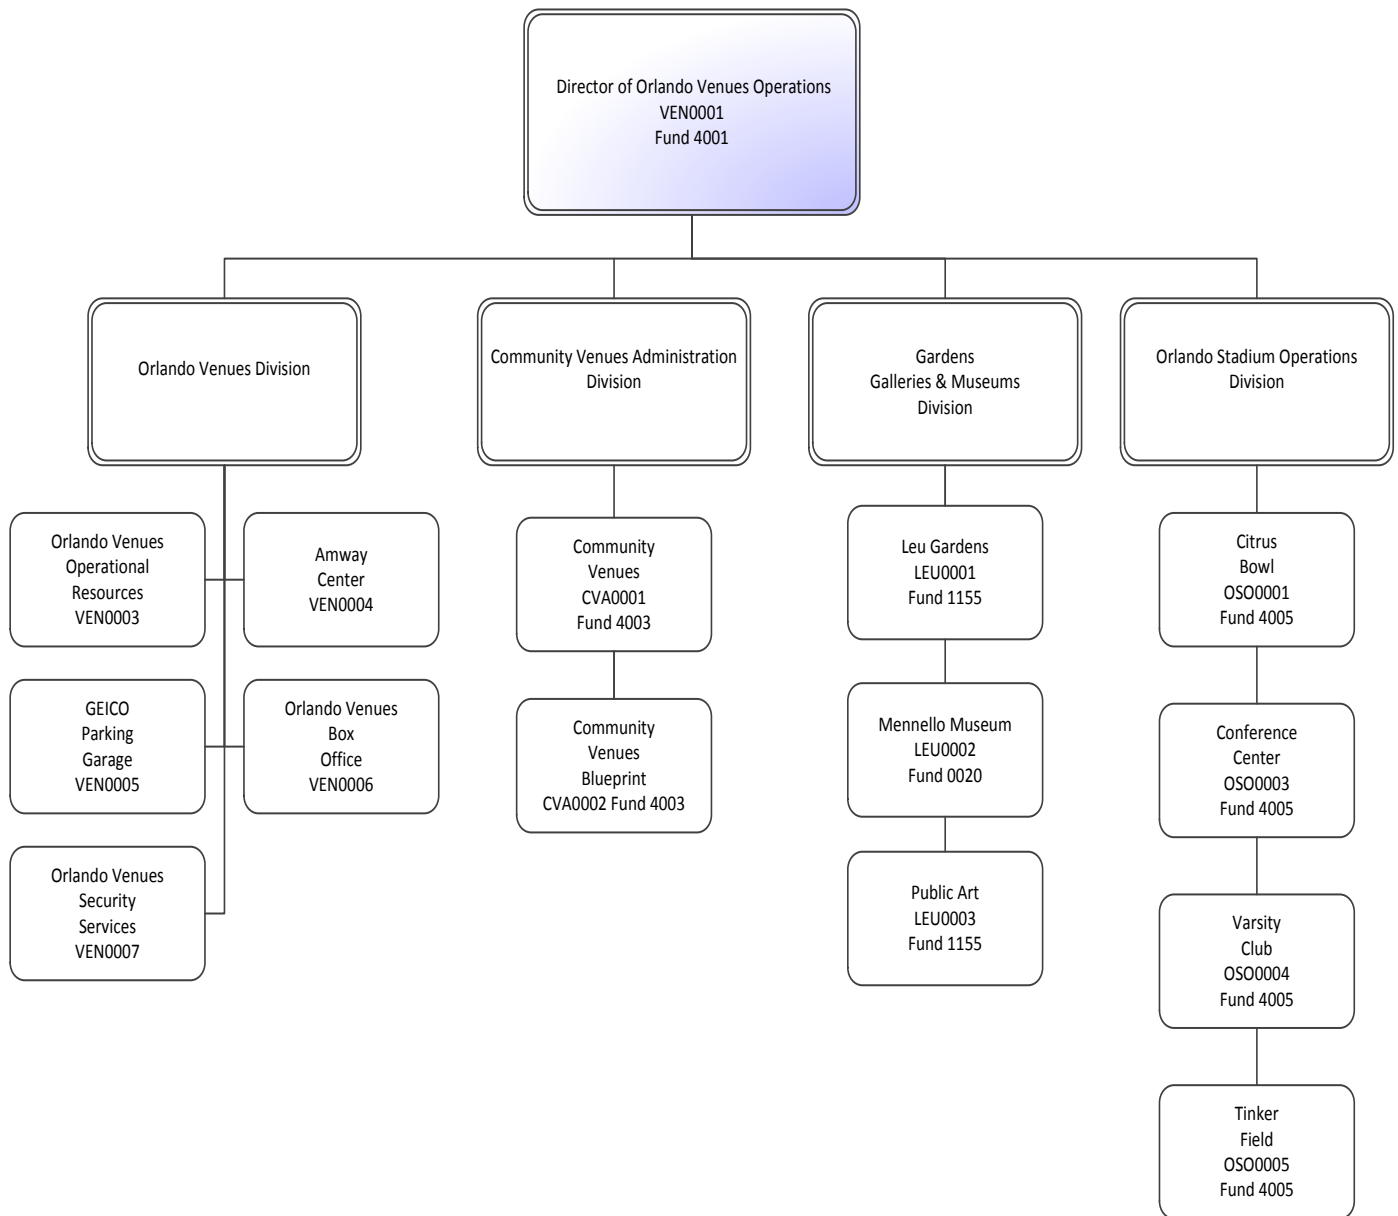 Director of Orlando Venues Operations
VEN0001
Fund 4001
Orlando Venues Division
Community Venues Administration
Division
Gardens
Galleries & Museums
Division
Orlando Stadium Operations
Division
Orlando Venues
Operational
Resources
VEN0003
Amway
Center
VEN0004
GEICO
Parking
Garage
VEN0005
Orlando Venues
Box
Office
VEN0006
Orlando Venues
Security
Services
VEN0007
Community
Venues
CVA0001
Fund 4003
Community
Venues
Blueprint
CVA0002 Fund 4003
Leu Gardens
LEU0001
Fund 1155
Mennello Museum
LEU0002
Fund 0020
Public Art
LEU0003
Fund 1155
Citrus
Bowl
OSO0001
Fund 4005
Conference
Center
OSO0003
Fund 4005
Varsity
Club
OSO0004
Fund 4005
Tinker
Field
OSO0005
Fund 4005